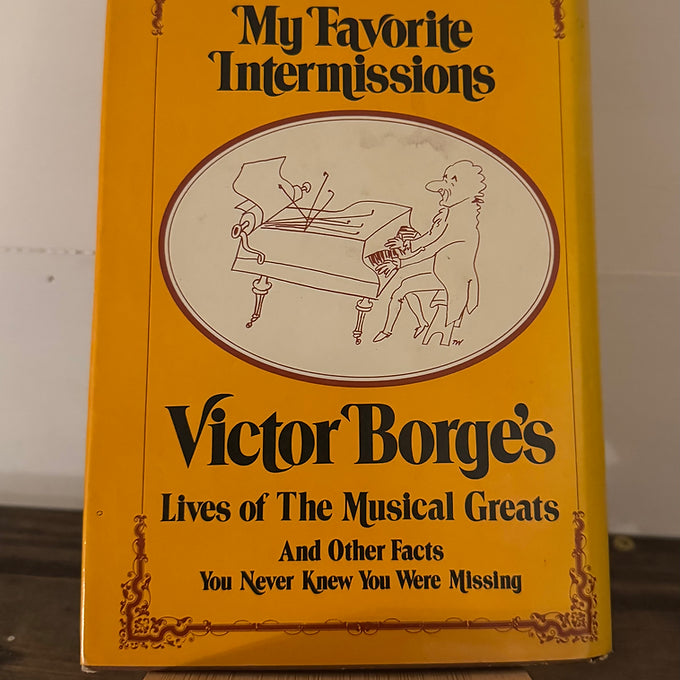 My Favorite
Intermissions
Victor Borge's
Lives of The Musical Greats
And Other Facts
You Never Knew You Were Missing